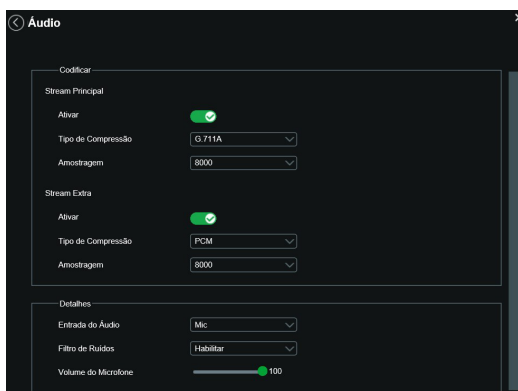 Áudio
Codificar
Stream Principal
Ativar
Tipo de Compressão G.711A
Amostragem 8000
Stream Extra
Ativar
Tipo de Compressão PCM
Amostragem 8000
Detalhes
Entrada do Áudio Mic
Filtro de Ruídos Habilitar
Volume do Microfone 100